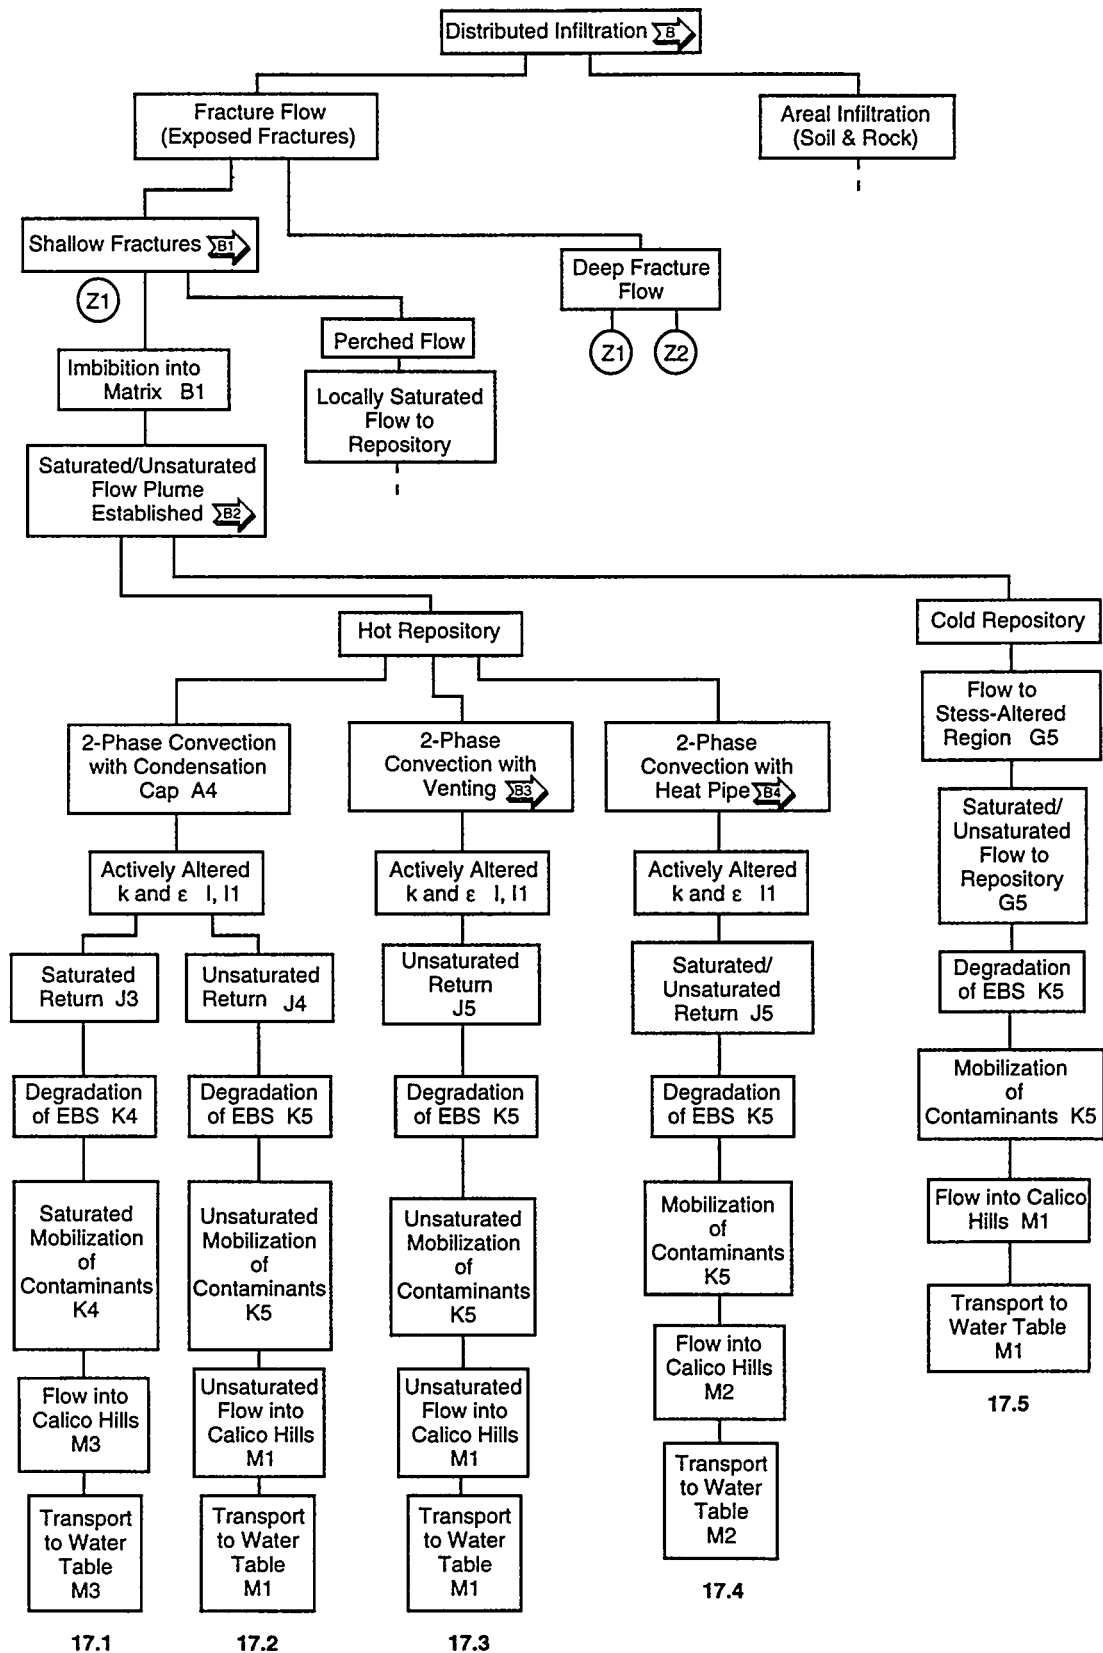 Distributed Infiltration B
Fracture Flow
(Exposed Fractures)
Areal Infiltration
(Soil & Rock)
Shallow Fractures B1
Z1
Deep Fracture
Flow
Z1
Z2
Perched Flow
Imbibition into
Matrix B1
Locally Saturated
Flow to
Repository
Saturated/Unsaturated
Flow Plume
Established B2
Hot Repository
Cold Repository
2-Phase Convection
with Condensation
Cap A4
2-Phase
Convection with
Venting B3
2-Phase
Convection with
Heat Pipe B4
Flow to
Stess-Altered
Region G5
Saturated/
Unsaturated
Flow to
Repository
G5
Actively Altered
k and ε I, I1
Actively Altered
k and ε I, I1
Actively Altered
k and ε I1
Saturated
Return J3
Unsaturated
Return J4
Unsaturated
Return
J5
Saturated/
Unsaturated
Return J5
Degradation
of EBS K5
Degradation
of EBS K4
Degradation
of EBS K5
Degradation
of EBS K5
Degradation
of EBS K5
Mobilization
of
Contaminants K5
Saturated
Mobilization
of
Contaminants
K4
Unsaturated
Mobilization
of
Contaminants
K5
Unsaturated
Mobilization
of
Contaminants
K5
Mobilization
of
Contaminants
K5
Flow into Calico
Hills M1
Transport to
Water Table
M1
17.5
Flow into
Calico Hills
M3
Unsaturated
Flow into
Calico Hills
M1
Unsaturated
Flow into
Calico Hills
M1
Flow into
Calico Hills
M2
Transport
to Water
Table
M3
Transport
to Water
Table
M1
Transport
to Water
Table
M1
Transport
to Water
Table
M2
17.4
17.1
17.2
17.3